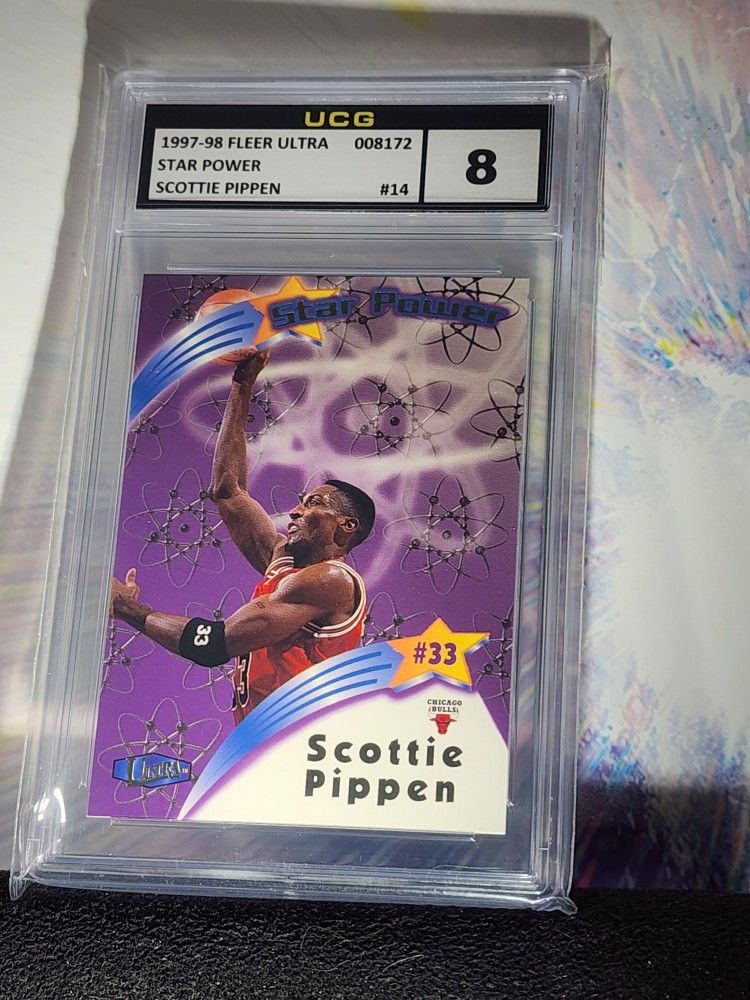 UCG
1997-98 FLEER ULTRA 008172
STAR POWER
SCOTTIE PIPPEN #14
8
Star Power
33
33
#33
CHICAGO
BULLS
Scottie
Pippen
ULTRA